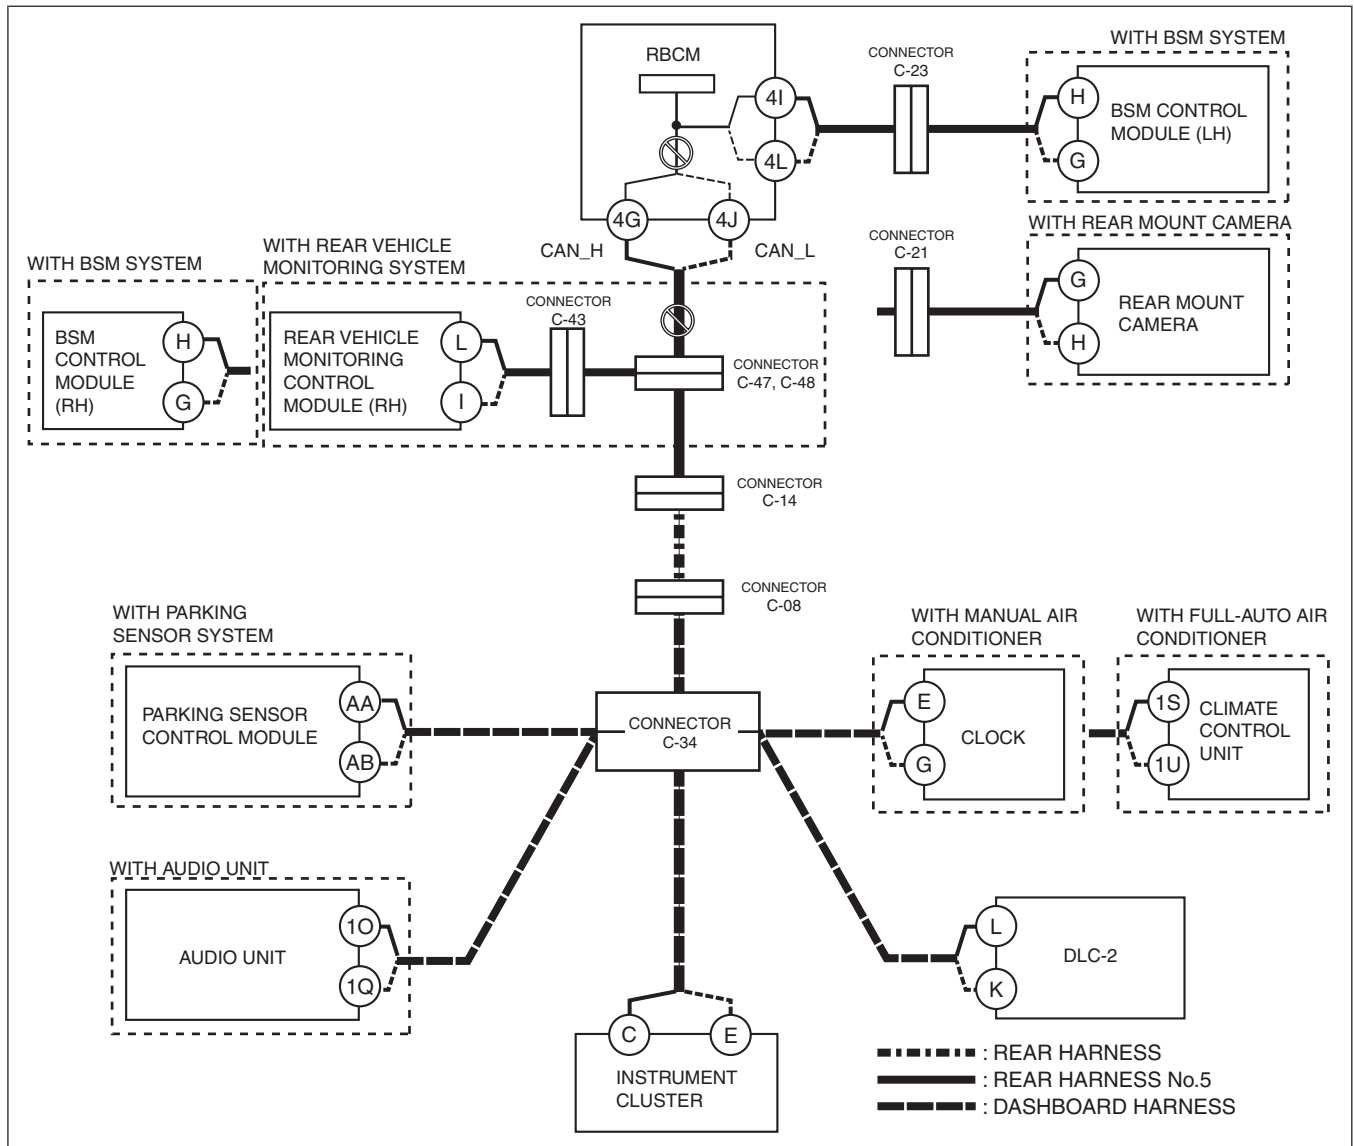 RBCM
4I
4L
4G
4J
CAN_H
CAN_L
CONNECTOR
C-23
WITH BSM SYSTEM
H
G
BSM CONTROL
MODULE (LH)
CONNECTOR
C-21
WITH REAR MOUNT CAMERA
G
H
REAR MOUNT
CAMERA
WITH BSM SYSTEM
BSM
CONTROL
MODULE
(RH)
H
G
WITH REAR VEHICLE
MONITORING SYSTEM
REAR VEHICLE
MONITORING
CONTROL
MODULE (RH)
L
I
CONNECTOR
C-43
CONNECTOR
C-47, C-48
CONNECTOR
C-14
CONNECTOR
C-08
WITH PARKING
SENSOR SYSTEM
PARKING SENSOR
CONTROL MODULE
AA
AB
CONNECTOR
C-34
WITH MANUAL AIR
CONDITIONER
E
G
CLOCK
WITH FULL-AUTO AIR
CONDITIONER
1S
1U
CLIMATE
CONTROL
UNIT
WITH AUDIO UNIT
AUDIO UNIT
1O
1Q
L
K
DLC-2
C
E
INSTRUMENT
CLUSTER
: REAR HARNESS
: REAR HARNESS No.5
: DASHBOARD HARNESS